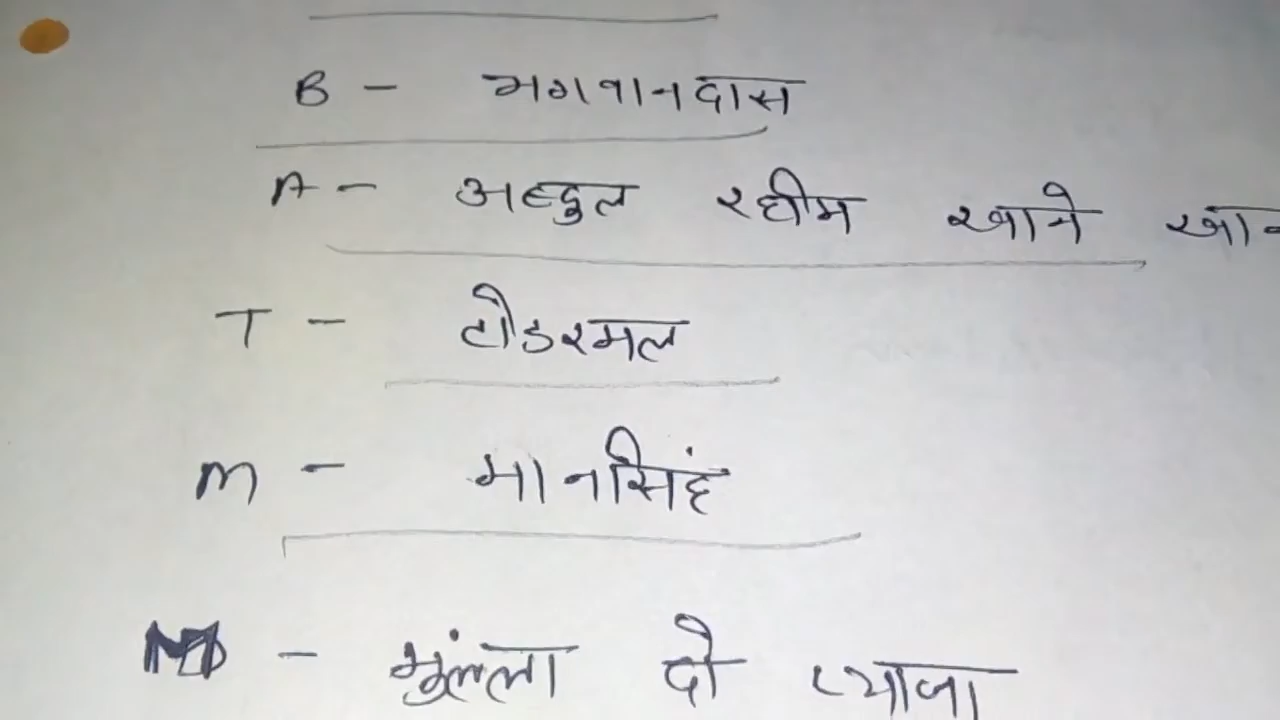 B - भगवानदास
A - अब्दुल रहीम खाने खान
T - टोडरमल
M - मानसिंह
- मुंल्ला दो प्याजा